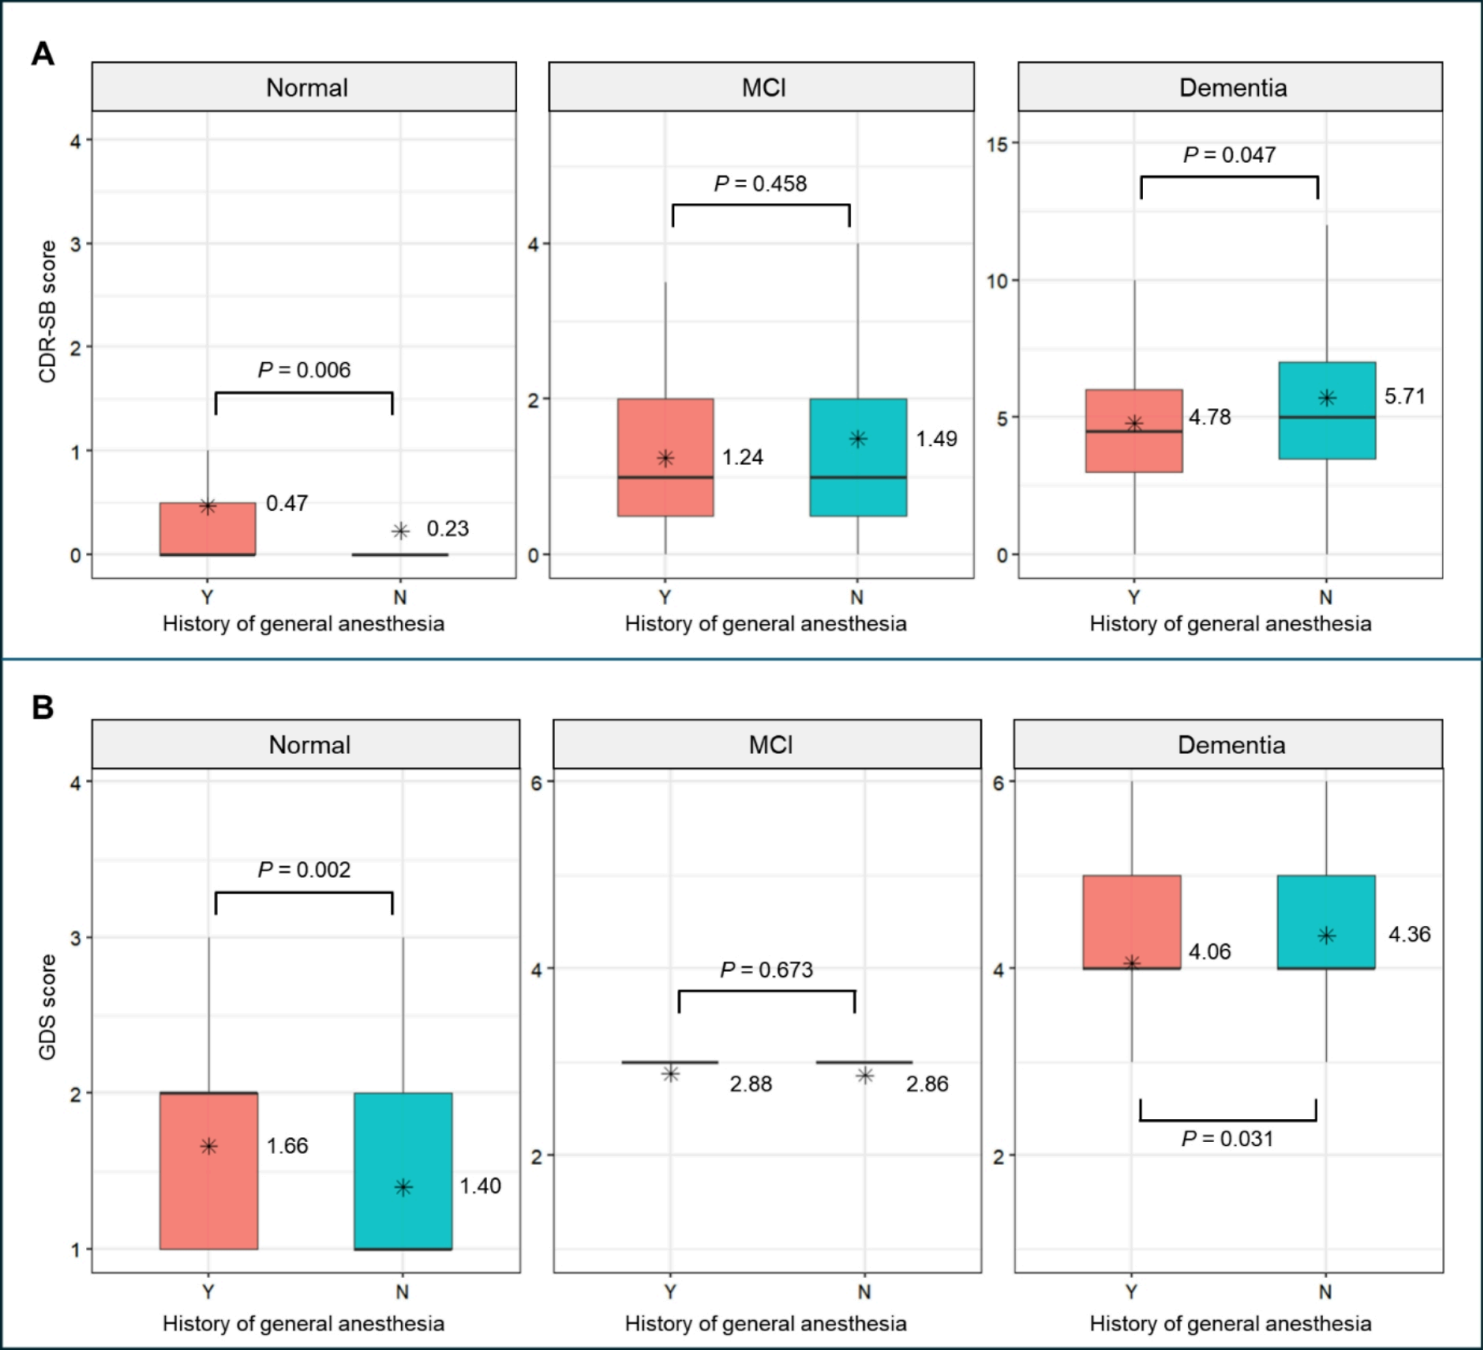 A
Normal
MCI
Dementia
CDR-SB score
4
3
2
1
0
P = 0.006
0.47
0.23
Y
N
History of general anesthesia
4
2
0
P = 0.458
1.24
1.49
Y
N
History of general anesthesia
15
10
5
0
P = 0.047
4.78
5.71
Y
N
History of general anesthesia
B
Normal
MCI
Dementia
GDS score
4
3
2
1
P = 0.002
1.66
1.40
Y
N
History of general anesthesia
6
4
2
P = 0.673
2.88
2.86
Y
N
History of general anesthesia
6
4
2
4.06
4.36
P = 0.031
Y
N
History of general anesthesia